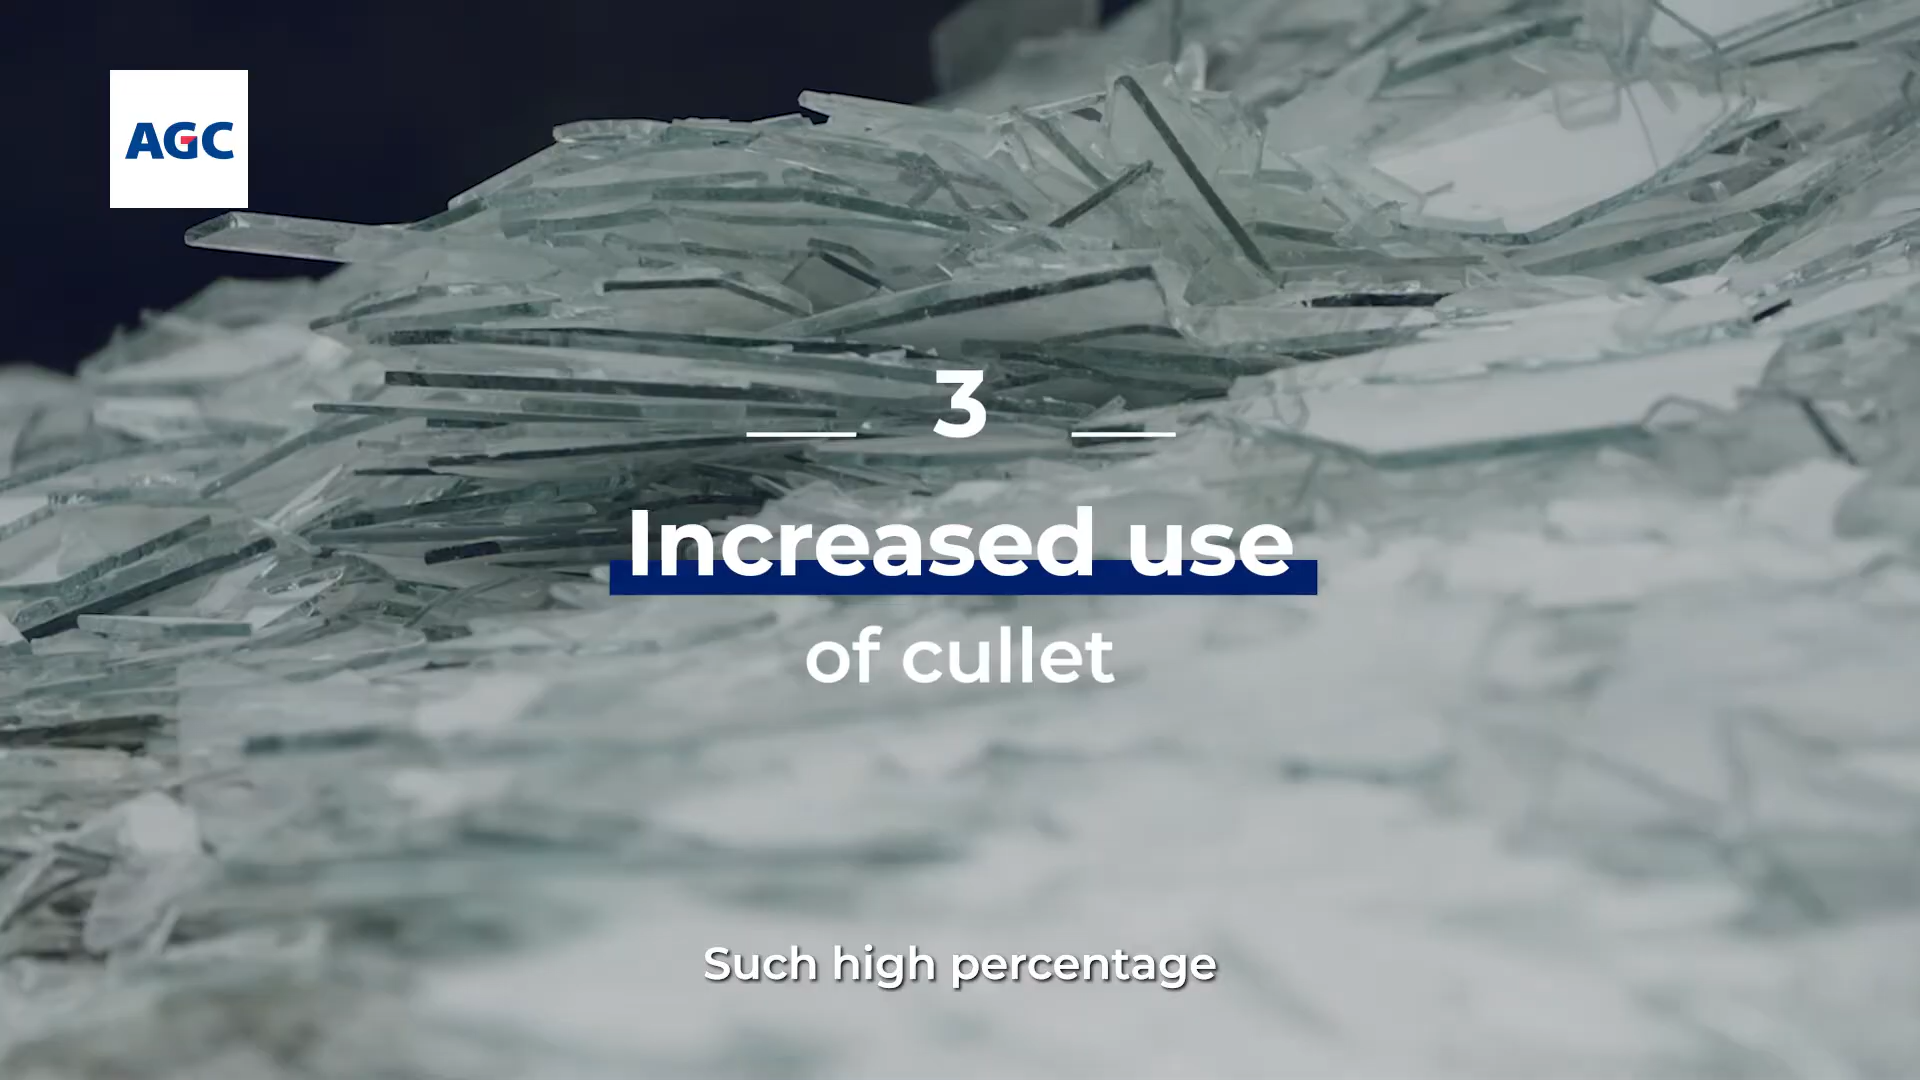 AGC
3
Increased use
of cullet
Such high percentage